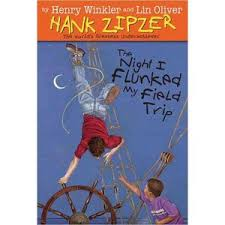 by Henry Winkler and Lin Oliver
HANK ZIPZER
The world's Greatest Underachiever
The Night I
Flunked
My Field
Trip